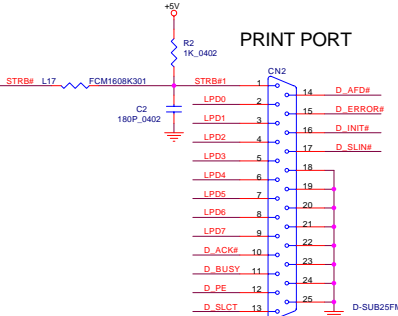 +5V
R2
1K_0402
PRINT PORT
STRB# L17 FCM1608K301 STRB#1
CN2
C2
180P_0402
1
LPD0 2
LPD1 3
LPD2 4
LPD3 5
LPD4 6
LPD5 7
LPD6 8
LPD7 9
D_ACK# 10
D_BUSY 11
D_PE 12
D_SLCT 13
14 D_AFD#
15 D_ERROR#
16 D_INIT#
17 D_SLIN#
18
19
20
21
22
23
24
25
D-SUB25FM